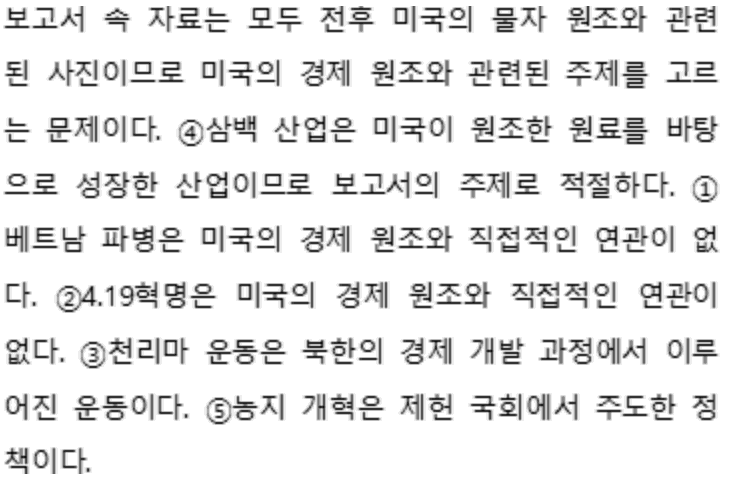 보고서 속 자료는 모두 전후 미국의 물자 원조와 관련
된 사진이므로 미국의 경제 원조와 관련된 주제를 고르
는 문제이다. ④삼백 산업은 미국이 원조한 원료를 바탕
으로 성장한 산업이므로 보고서의 주제로 적절하다. ①
베트남 파병은 미국의 경제 원조와 직접적인 연관이 없
다. ②4.19혁명은 미국의 경제 원조와 직접적인 연관이
없다. ③천리마 운동은 북한의 경제 개발 과정에서 이루
어진 운동이다. ⑤농지 개혁은 제헌 국회에서 주도한 정
책이다.